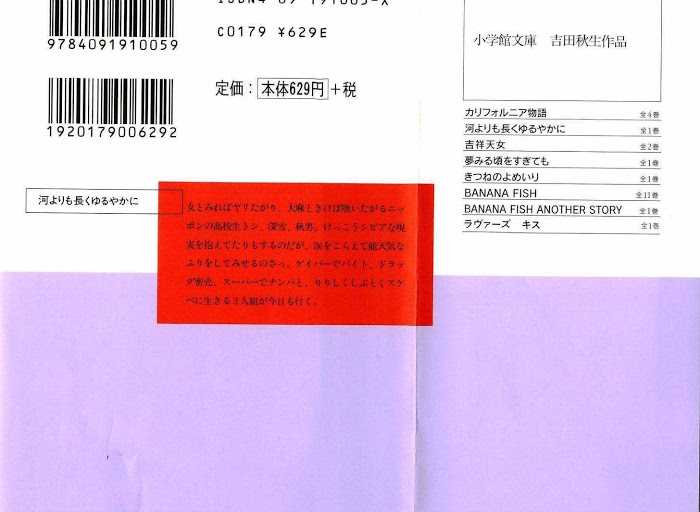 ISBN4-09-191005-X
C0179 ¥629E
9784091910059
定価：本体629円＋税
1920179006292
河よりも長くゆるやかに
女とみればヤリたがり、大麻ときけば吸いたがるニッ
ポンの高校生トシ、深雪、秋男。けっこうシビアな現
実を抱えてたりもするのだが、涙をこらえて能天気な
ふりをしてみせるのさっ。ゲイバーでバイト、ドラッ
グ密売、スーパーでナンパと、りりしくしぶとくスケ
ベに生きる3人組が今日も行く。
小学館文庫　吉田秋生作品
カリフォルニア物語 全4巻
河よりも長くゆるやかに 全1巻
吉祥天女 全2巻
夢みる頃をすぎても 全1巻
きつねのよめいり 全1巻
BANANA FISH 全11巻
BANANA FISH ANOTHER STORY 全1巻
ラヴァーズ　キス 全1巻